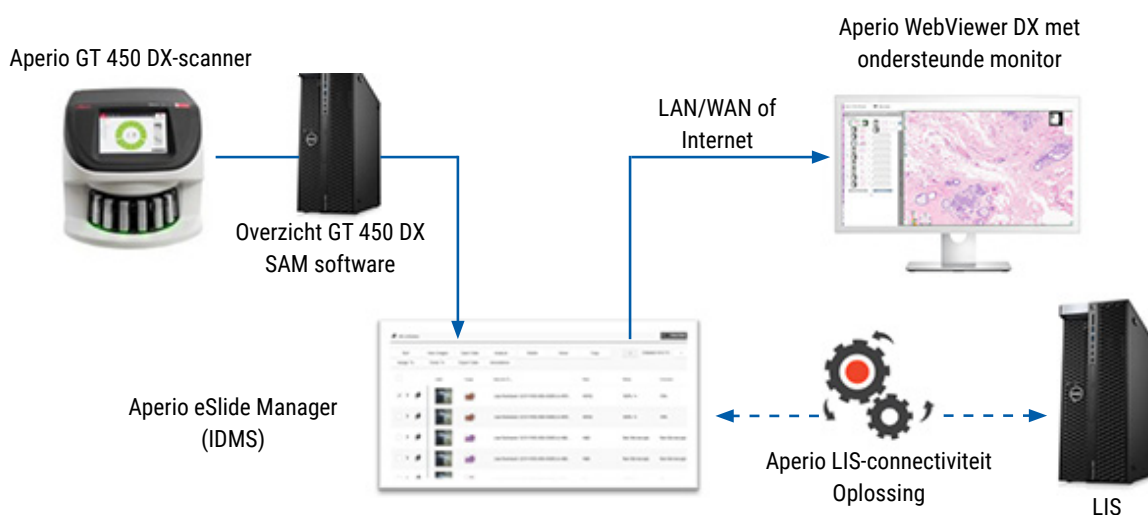 Aperio GT 450 DX-scanner
Aperio WebViewer DX met
ondersteunde monitor
LAN/WAN of
Internet
Overzicht GT 450 DX
SAM software
Aperio eSlide Manager
(IDMS)
Aperio LIS-connectiviteit
Oplossing
LIS